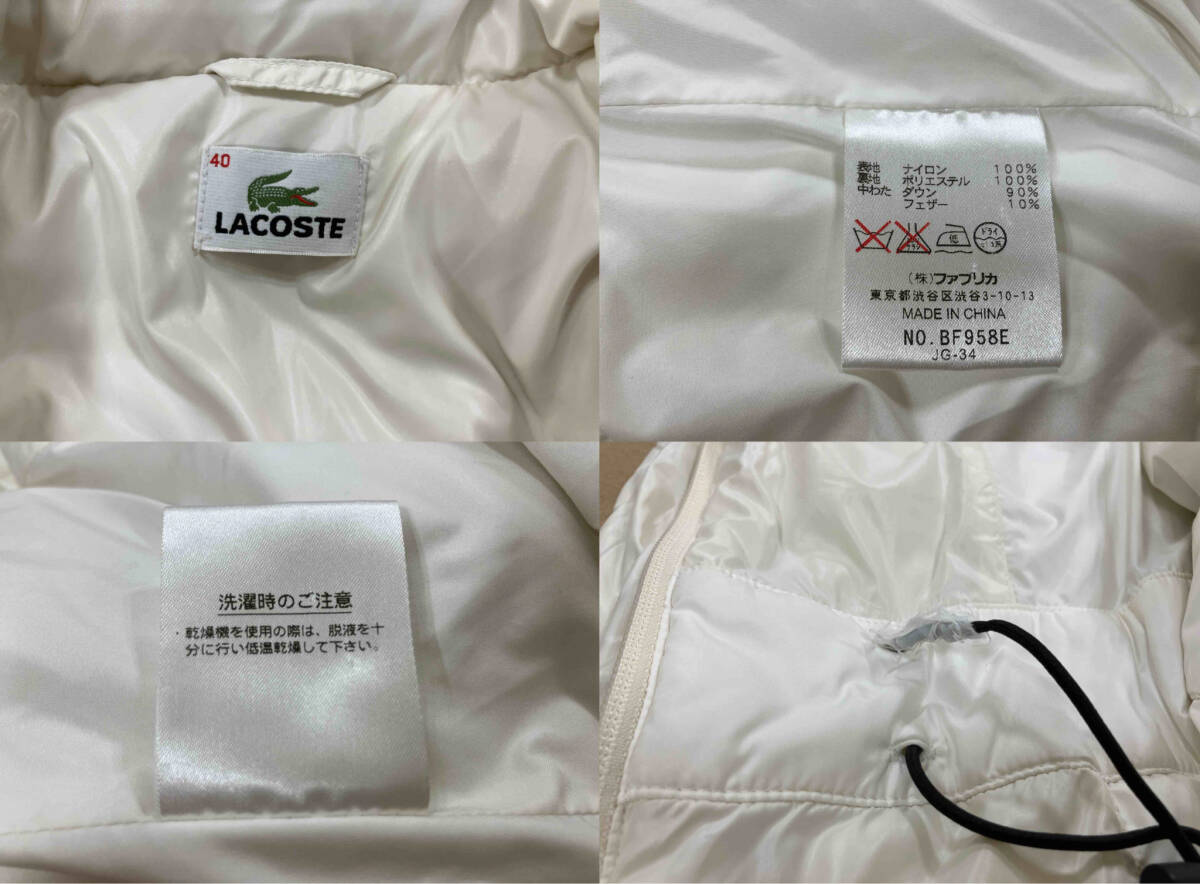 40
LACOSTE
表地 ナイロン 100%
裏地 ポリエステル 100%
中わた ダウン 90%
フェザー 10%
低
ドライ
(株)ファブリカ
東京都渋谷区渋谷3-10-13
MADE IN CHINA
NO. BF958E
JG-34
洗濯時のご注意
・乾燥機を使用の際は、脱液を十
分に行い低温乾燥して下さい。